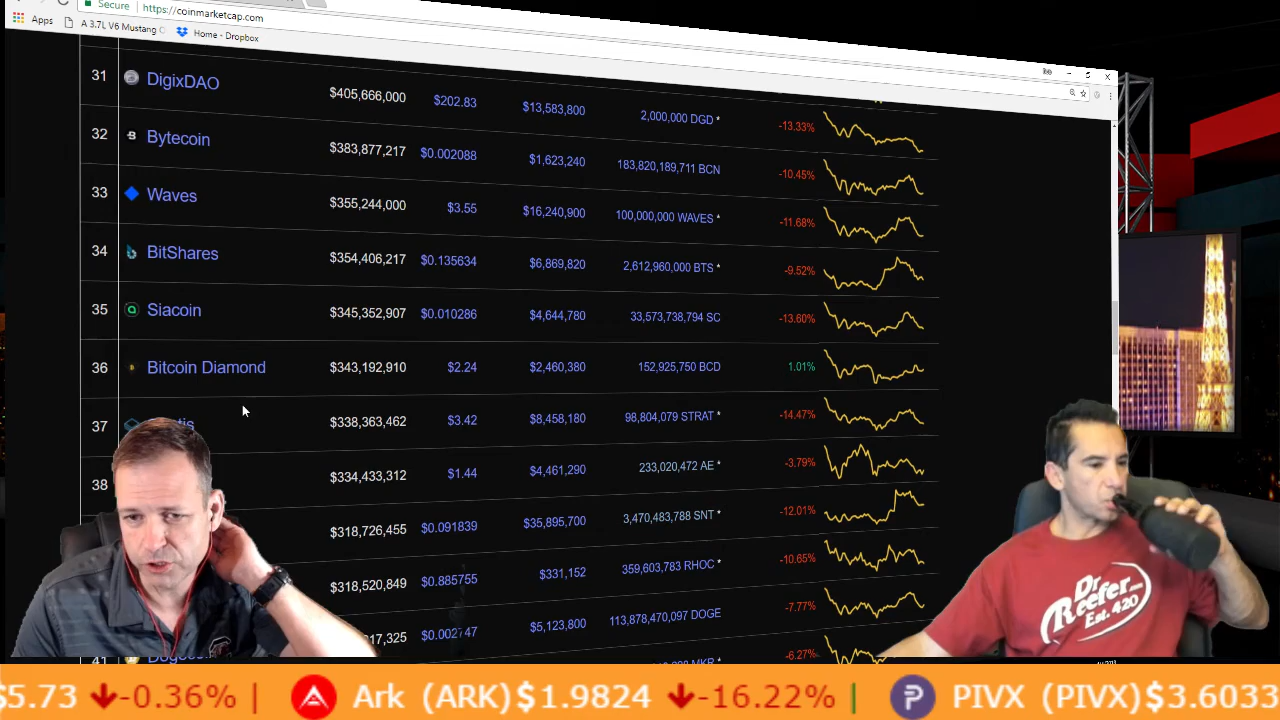 Secure | https://coinmarketcap.com
Apps A 3.7L V6 Mustang Home - Dropbox
31 DigixDAO $405,666,000 $202.83 $13,583,800 2,000,000 DGD * -13.33%
32 Bytecoin $383,877,217 $0.002088 $1,623,240 183,820,189,711 BCN -10.45%
33 Waves $355,244,000 $3.55 $16,240,900 100,000,000 WAVES * -11.68%
34 BitShares $354,406,217 $0.135634 $6,869,820 2,612,960,000 BTS * -9.52%
35 Siacoin $345,352,907 $0.010286 $4,644,780 33,573,738,794 SC -13.60%
36 Bitcoin Diamond $343,192,910 $2.24 $2,460,380 152,925,750 BCD 1.01%
37 $338,363,462 $3.42 $8,458,180 98,804,079 STRAT * -14.47%
38 $334,433,312 $1.44 $4,461,290 233,020,472 AE * -3.79%
$318,726,455 $0.091839 $35,895,700 3,470,483,788 SNT * -12.01%
$318,520,849 $0.885755 $331,152 359,603,783 RHOC * -10.65%
17,325 $0.002747 $5,123,800 113,878,470,097 DOGE -7.77%
41 MKR * -6.27%
Dr
Reefer.com
Est. 420
$5.73 -0.36% | Ark (ARK) $1.9824 -16.22% | PIVX (PIVX) $3.6033